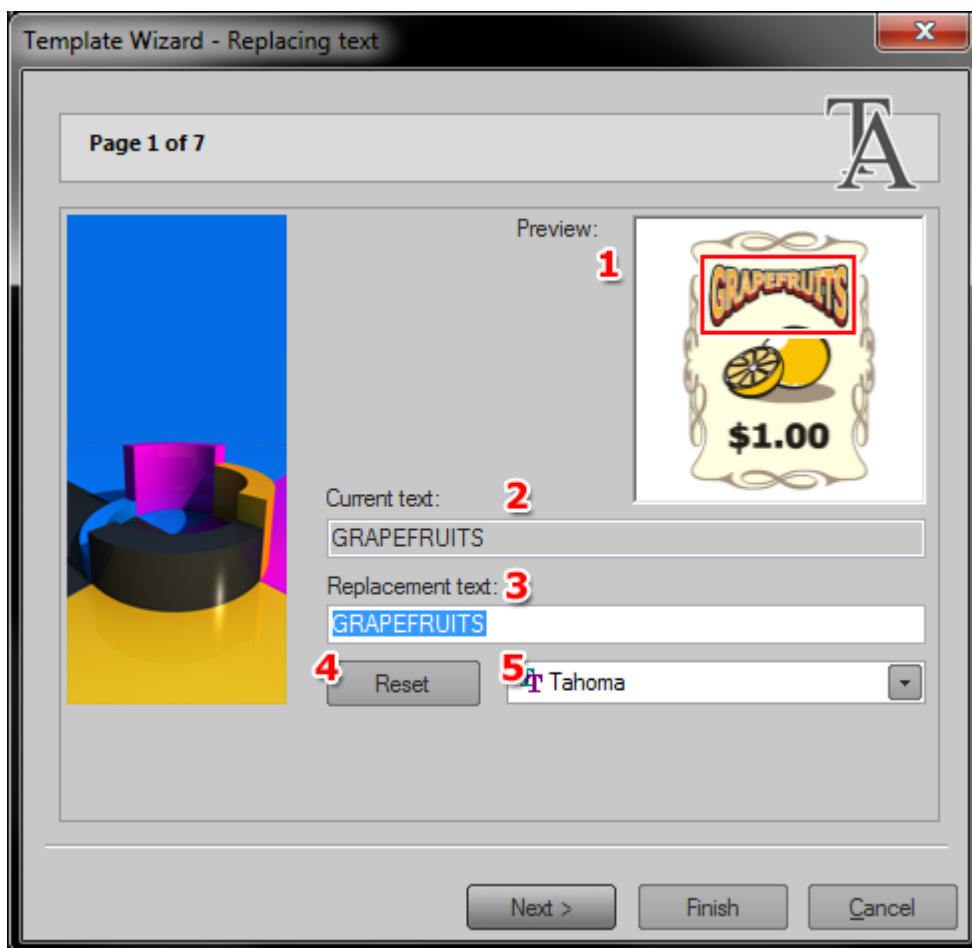 Template Wizard - Replacing text
x
Page 1 of 7
TA
Preview:
1
GRAPEFRUITS
$1.00
Current text:
2
GRAPEFRUITS
Replacement text:
3
GRAPEFRUITS
4
Reset
5
Tahoma
Next >
Finish
Cancel